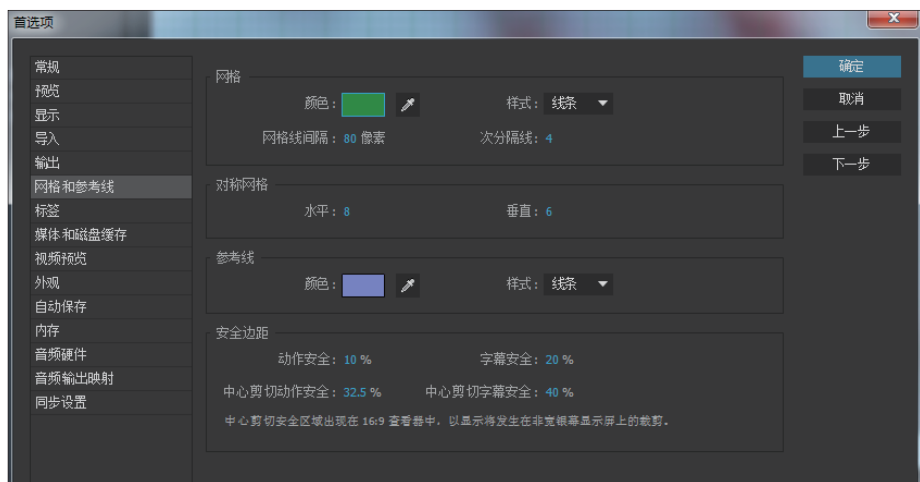 首选项
常规
预览
显示
导入
输出
网格和参考线
标签
媒体和磁盘缓存
视频预览
外观
自动保存
内存
音频硬件
音频输出映射
同步设置
网格
颜色：
样式： 线条
网格线间隔：80 像素
次分隔线：4
对称网格
水平：8
垂直：6
参考线
颜色：
样式： 线条
安全边距
动作安全：10 %
字幕安全：20 %
中心剪切动作安全：32.5 %
中心剪切字幕安全：40 %
中心剪切安全区域出现在 16:9 查看器中，以显示将发生在非宽银幕显示屏上的裁剪。
确定
取消
上一步
下一步